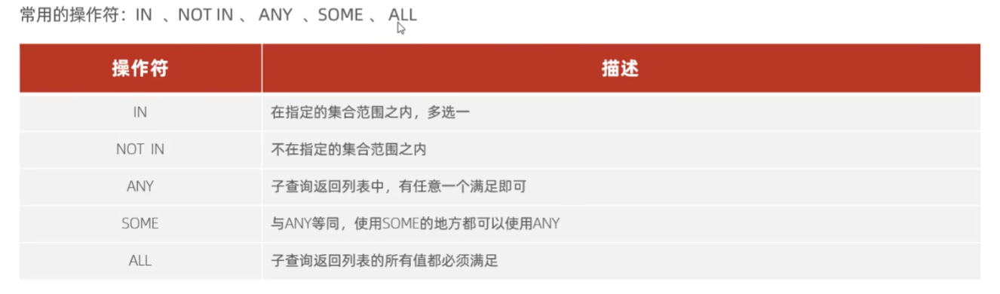 常用的操作符：IN 、NOT IN 、 ANY 、SOME 、 ALL
操作符 描述
IN 在指定的集合范围之内，多选一
NOT IN 不在指定的集合范围之内
ANY 子查询返回列表中，有任意一个满足即可
SOME 与ANY等同，使用SOME的地方都可以使用ANY
ALL 子查询返回列表的所有值都必须满足